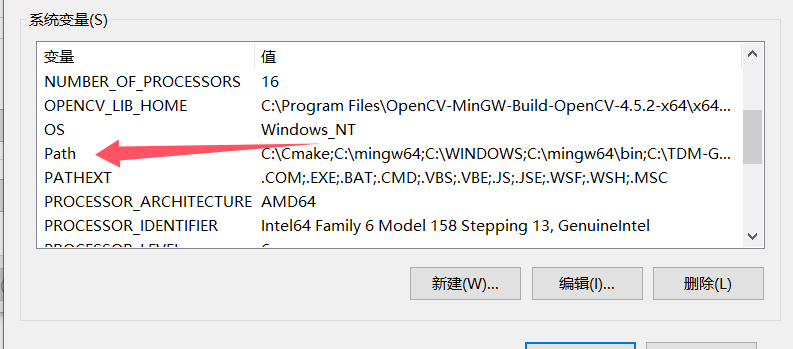 系统变量(S)
变量 值
NUMBER_OF_PROCESSORS 16
OPENCV_LIB_HOME C:\Program Files\OpenCV-MinGW-Build-OpenCV-4.5.2-x64\x64...
OS Windows_NT
Path C:\Cmake;C:\mingw64;C:\WINDOWS;C:\mingw64\bin;C:\TDM-G...
PATHEXT .COM;.EXE;.BAT;.CMD;.VBS;.VBE;.JS;.JSE;.WSF;.WSH;.MSC
PROCESSOR_ARCHITECTURE AMD64
PROCESSOR_IDENTIFIER Intel64 Family 6 Model 158 Stepping 13, GenuineIntel
PROCESSOR_LEVEL 6
新建(W)... 编辑(I)... 删除(L)